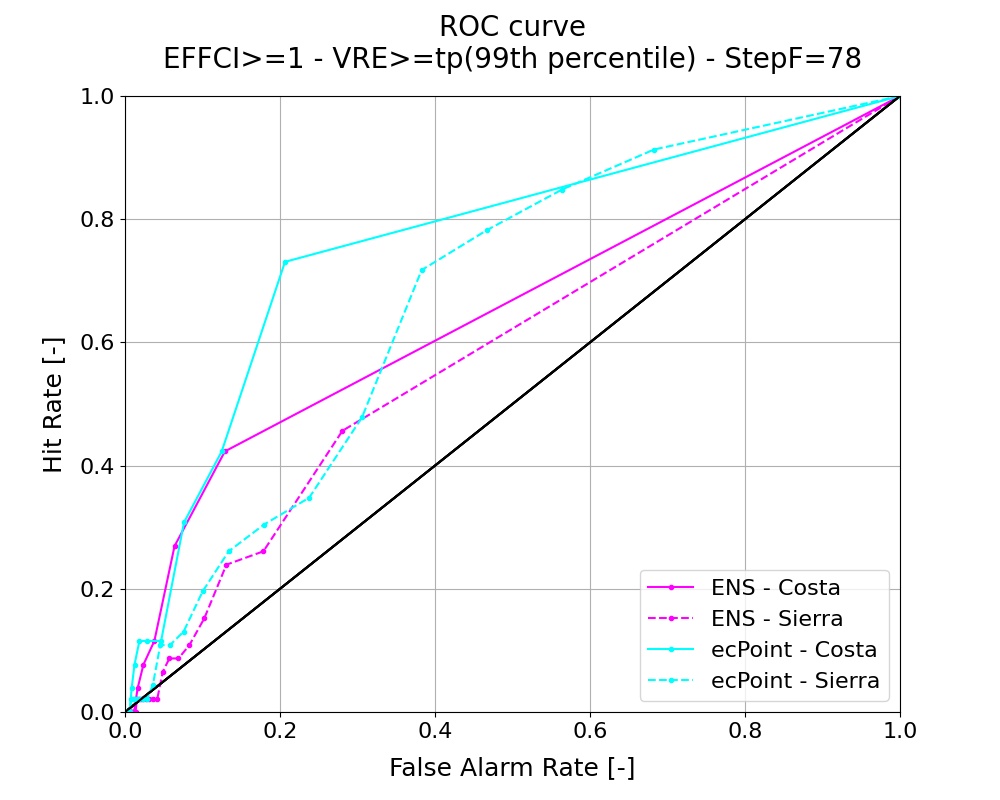 ROC curve
EFFCI>=1 - VRE>=tp(99th percentile) - StepF=78
1.0
0.8
0.6
0.4
0.2
0.0
Hit Rate [-]
0.0 0.2 0.4 0.6 0.8 1.0
False Alarm Rate [-]
ENS - Costa
ENS - Sierra
ecPoint - Costa
ecPoint - Sierra